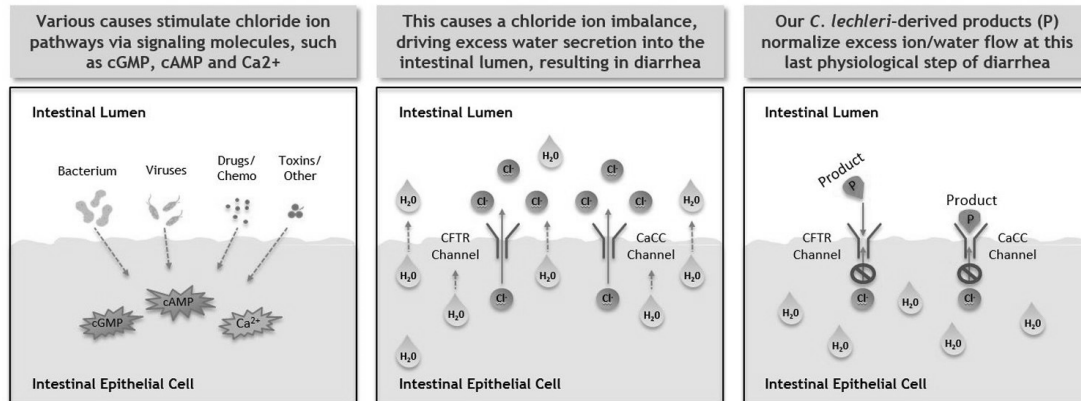 Various causes stimulate chloride ion
pathways via signaling molecules, such
as cGMP, cAMP and Ca2+
Intestinal Lumen
Bacterium
Viruses
Drugs/
Chemo
Toxins/
Other
cAMP
cGMP
Ca2+
Intestinal Epithelial Cell
This causes a chloride ion imbalance,
driving excess water secretion into the
intestinal lumen, resulting in diarrhea
Intestinal Lumen
H20
Cl-
Cl-
H20
Cl-
H20
Cl-
Cl-
Cl-
H20
CFTR
Channel
CaCC
Channel
H20
H20
H20
Cl-
Cl-
H20
H20
H20
Intestinal Epithelial Cell
Our C. lechleri-derived products (P)
normalize excess ion/water flow at this
last physiological step of diarrhea
Intestinal Lumen
Product
P
Product
P
CFTR
Channel
CaCC
Channel
Cl-
H20
Cl-
H20
H20
H20
H20
Intestinal Epithelial Cell